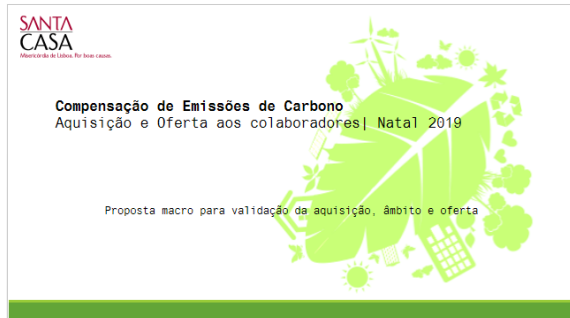 SANTA
CASA
Misericórdia de Lisboa. Por boas causas.
Compensação de Emissões de Carbono
Aquisição e Oferta aos colaboradores| Natal 2019
Proposta macro para validação da aquisição, âmbito e oferta